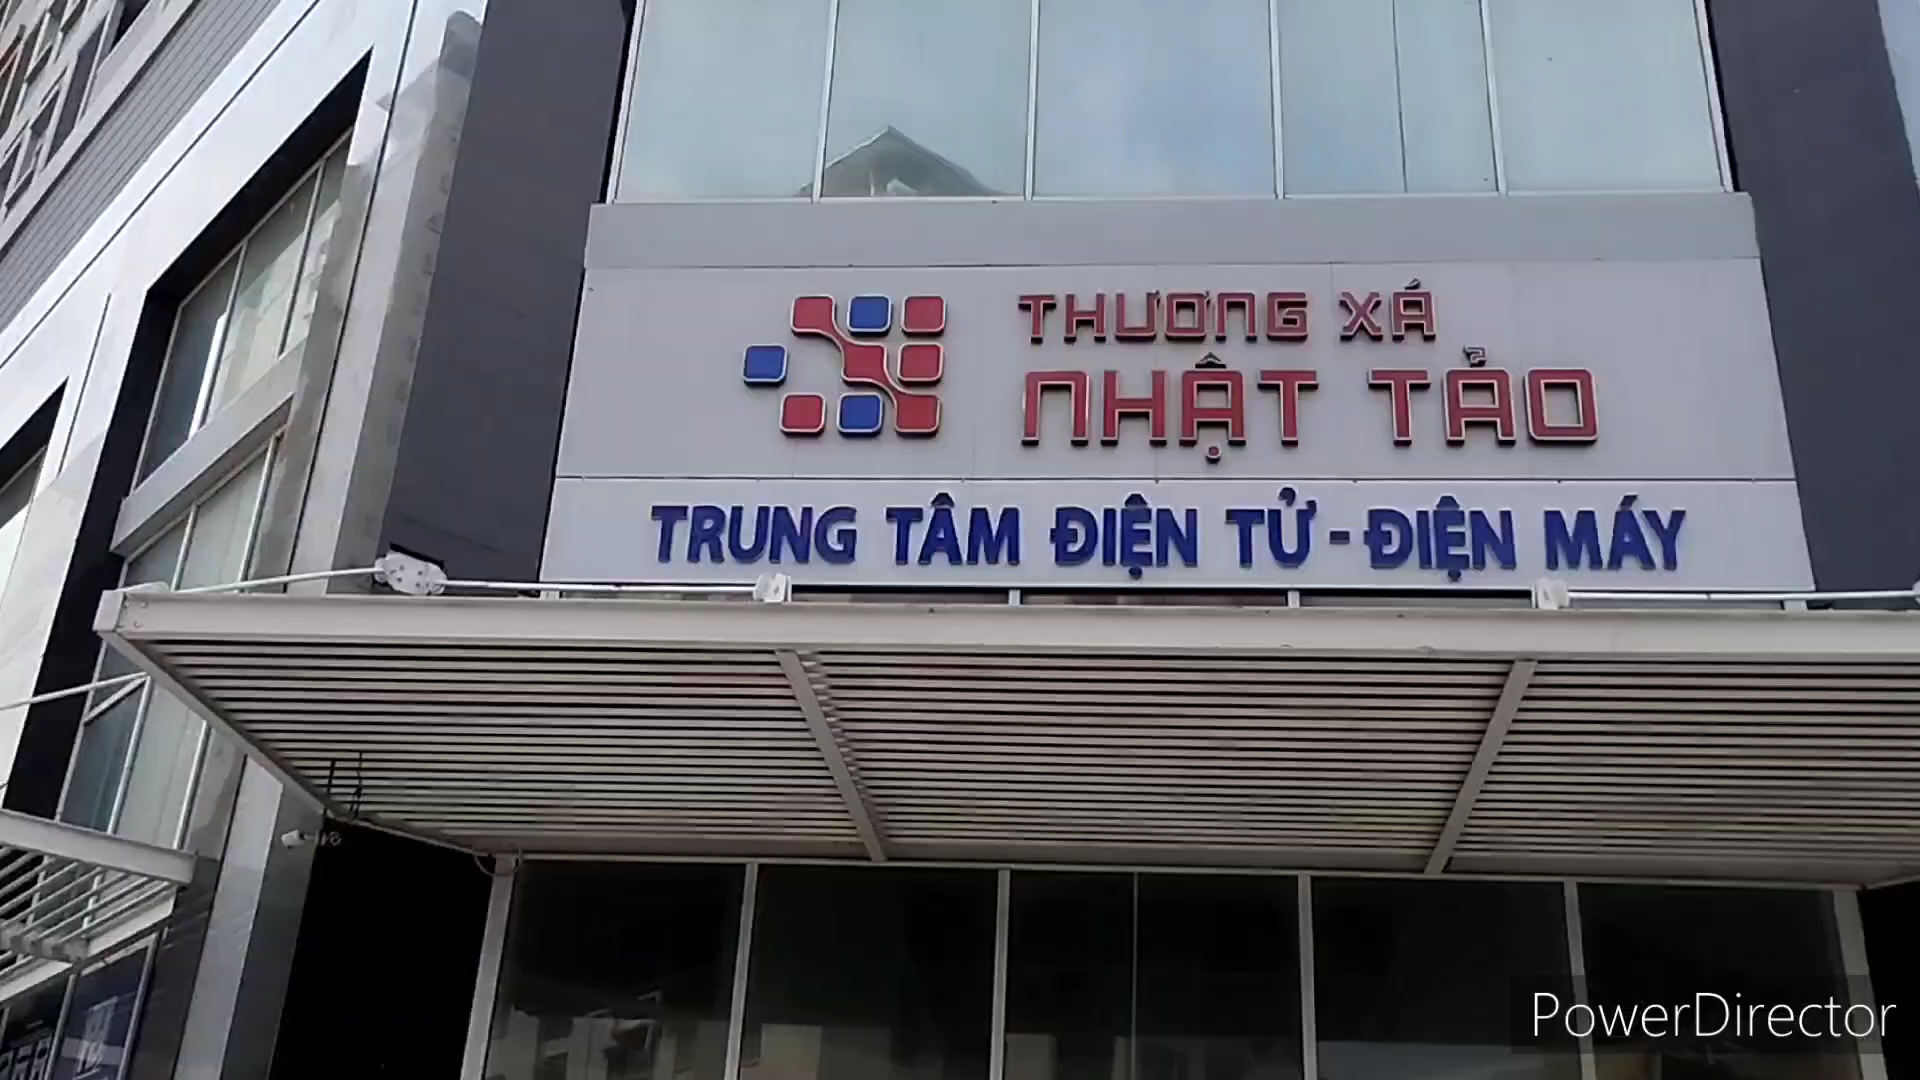 THƯƠNG XÁ
NHẬT TẢO
TRUNG TÂM ĐIỆN TỬ - ĐIỆN MÁY
PowerDirector